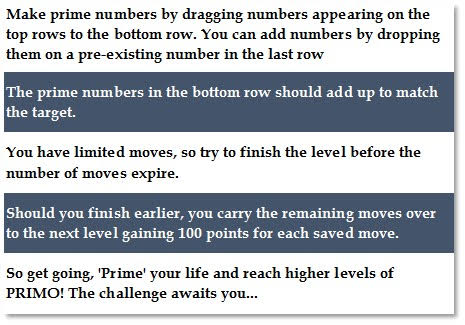 Make prime numbers by dragging numbers appearing on the
top rows to the bottom row. You can add numbers by dropping
them on a pre-existing number in the last row
The prime numbers in the bottom row should add up to match
the target.
You have limited moves, so try to finish the level before the
number of moves expire.
Should you finish earlier, you carry the remaining moves over
to the next level gaining 100 points for each saved move.
So get going, 'Prime' your life and reach higher levels of
PRIMO! The challenge awaits you...